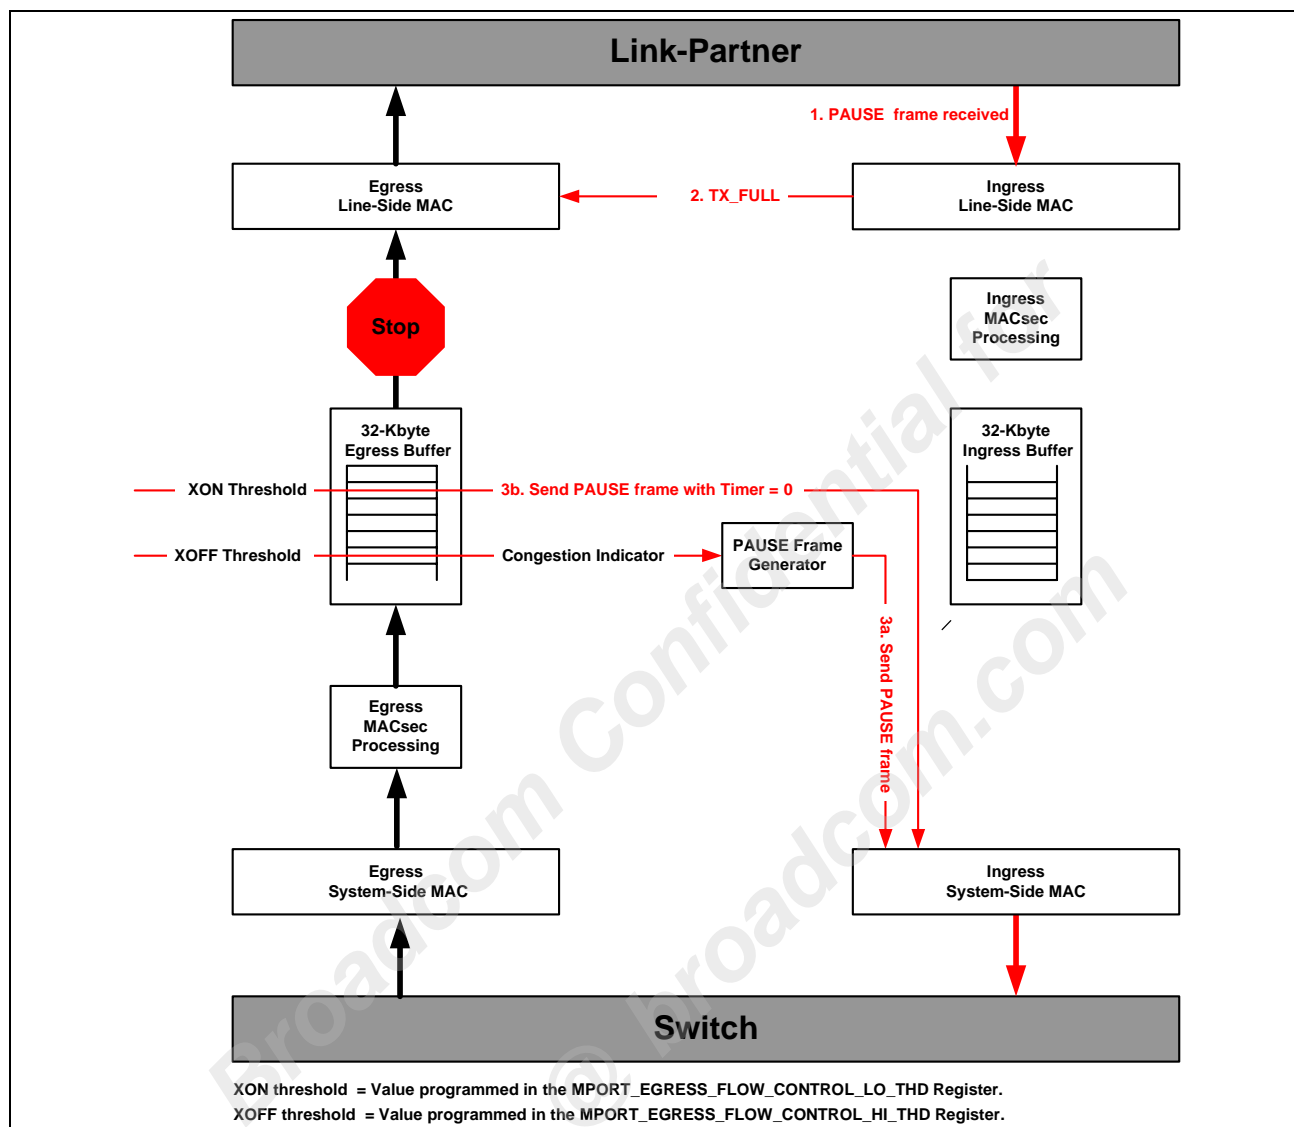 Link-Partner
1. PAUSE  frame received
Egress
Line-Side MAC
2. TX_FULL
Ingress
Line-Side MAC
Stop
Ingress
MACsec
Processing
32-Kbyte
Egress Buffer
32-Kbyte
Ingress Buffer
XON Threshold
3b. Send PAUSE frame with Timer = 0
XOFF Threshold
Congestion Indicator
PAUSE Frame
Generator
3a. Send PAUSE frame
Egress
MACsec
Processing
Egress
System-Side MAC
Ingress
System-Side MAC
Switch
XON threshold  = Value programmed in the MPORT_EGRESS_FLOW_CONTROL_LO_THD Register.
XOFF threshold  = Value programmed in the MPORT_EGRESS_FLOW_CONTROL_HI_THD Register.
Broadcom Confidential for
@ broadcom.com